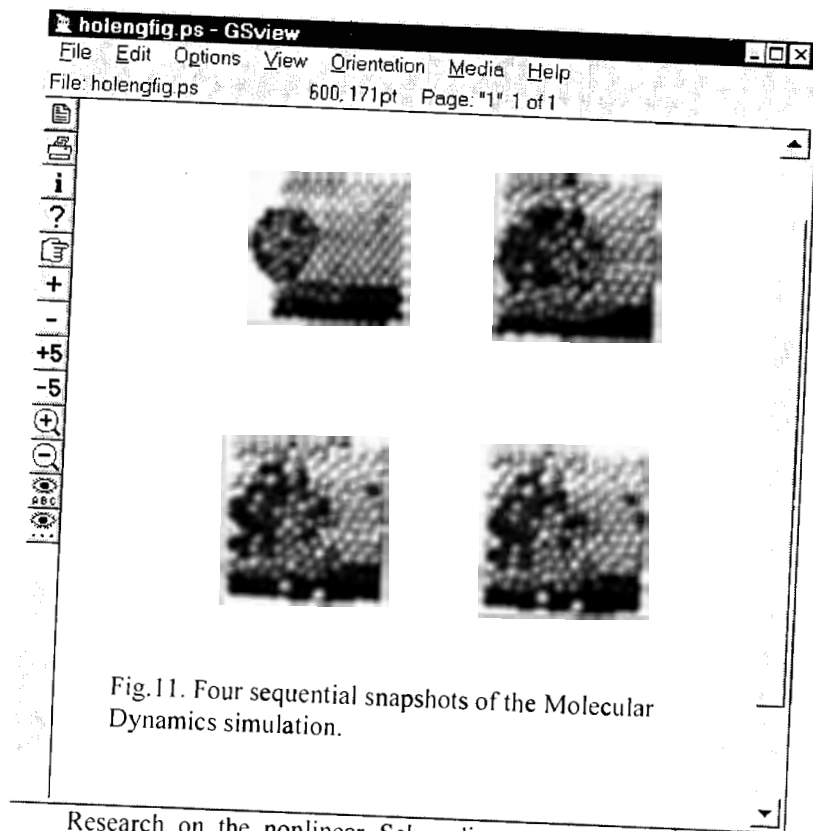 holengfig.ps - GSview
File Edit Options View Orientation Media Help
File: holengfig.ps 600, 171pt Page: "1" 1 of 1
i
?
+
-
+5
-5
+
-
ABC
...
Fig.11. Four sequential snapshots of the Molecular
Dynamics simulation.
Research on the nonlinear